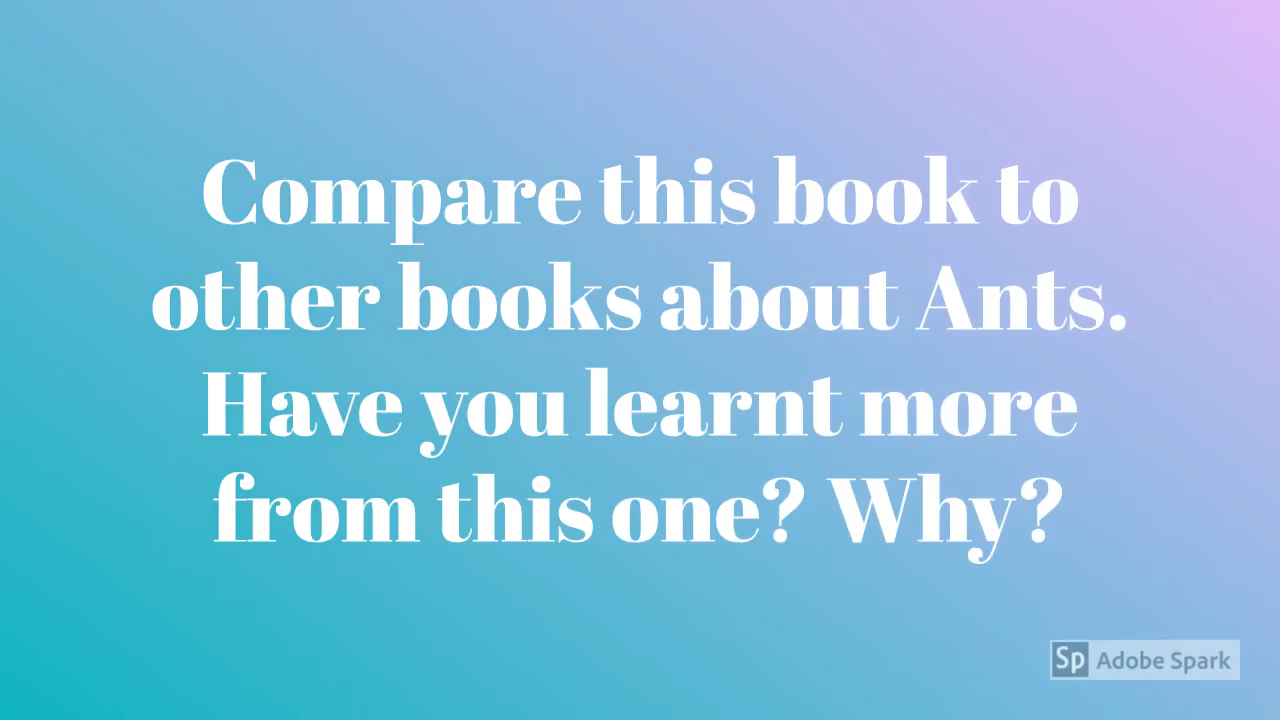 Compare this book to
other books about Ants.
Have you learnt more
from this one? Why?
Sp Adobe Spark